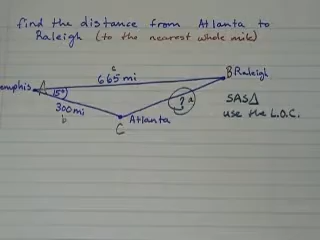 find the distance from Atlanta to
Raleigh (to the nearest whole mile)
c
665 mi
B Raleigh
emphis A
15°
300 mi
b
? a
Atlanta
C
SAS△
use the L.O.C.